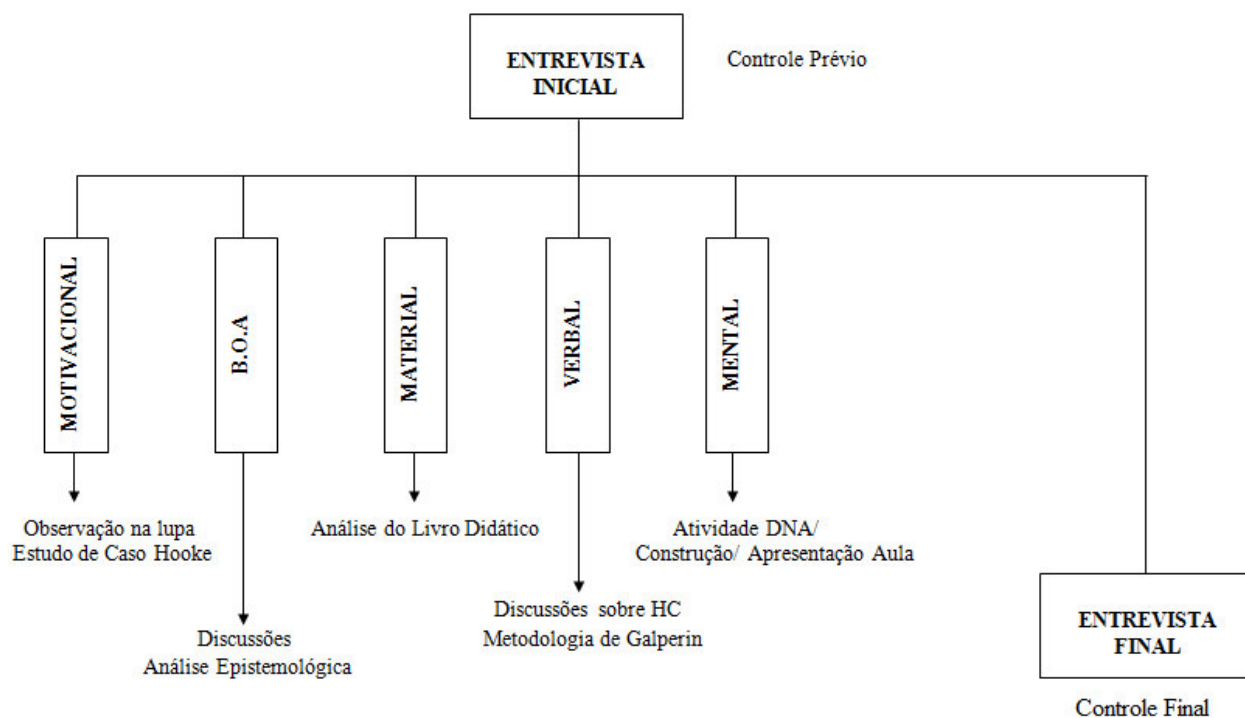 ENTREVISTA
INICIAL
Controle Prévio
MOTIVACIONAL
B.O.A
MATERIAL
VERBAL
MENTAL
Observação na lupa
Estudo de Caso Hooke
Discussões
Análise Epistemológica
Análise do Livro Didático
Discussões sobre HC
Metodologia de Galperin
Atividade DNA/
Construção/ Apresentação Aula
ENTREVISTA
FINAL
Controle Final